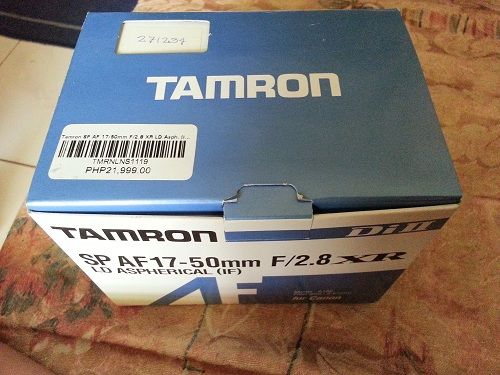 271234
TAMRON
Tamron SP AF 17-50mm F/2.8 XR LD Asph.
TMRNLNS1119
PHP21,999.00
TAMRON Di II
SP AF17-50mm F/2.8 XR
LD ASPHERICAL (IF)
AF
for Canon